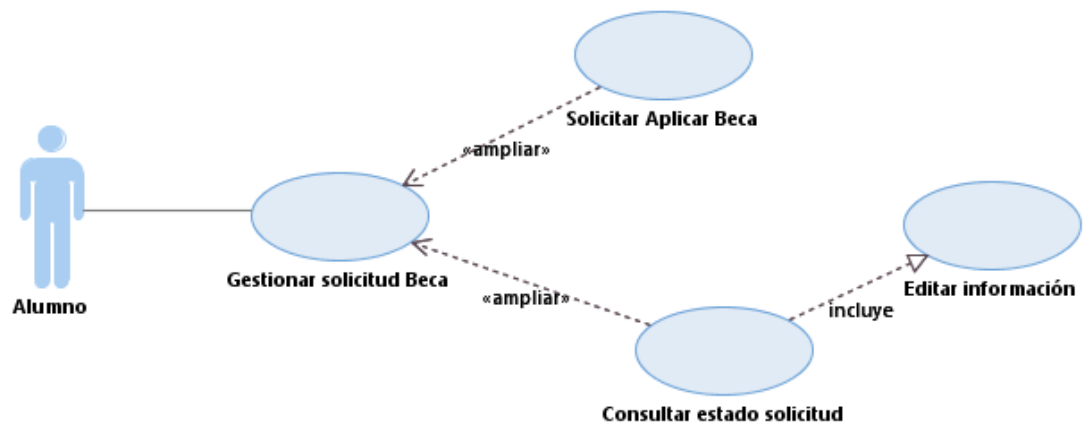 Solicitar Aplicar Beca
«ampliar»
Gestionar solicitud Beca
Alumno
«ampliar»
Editar información
incluye
Consultar estado solicitud